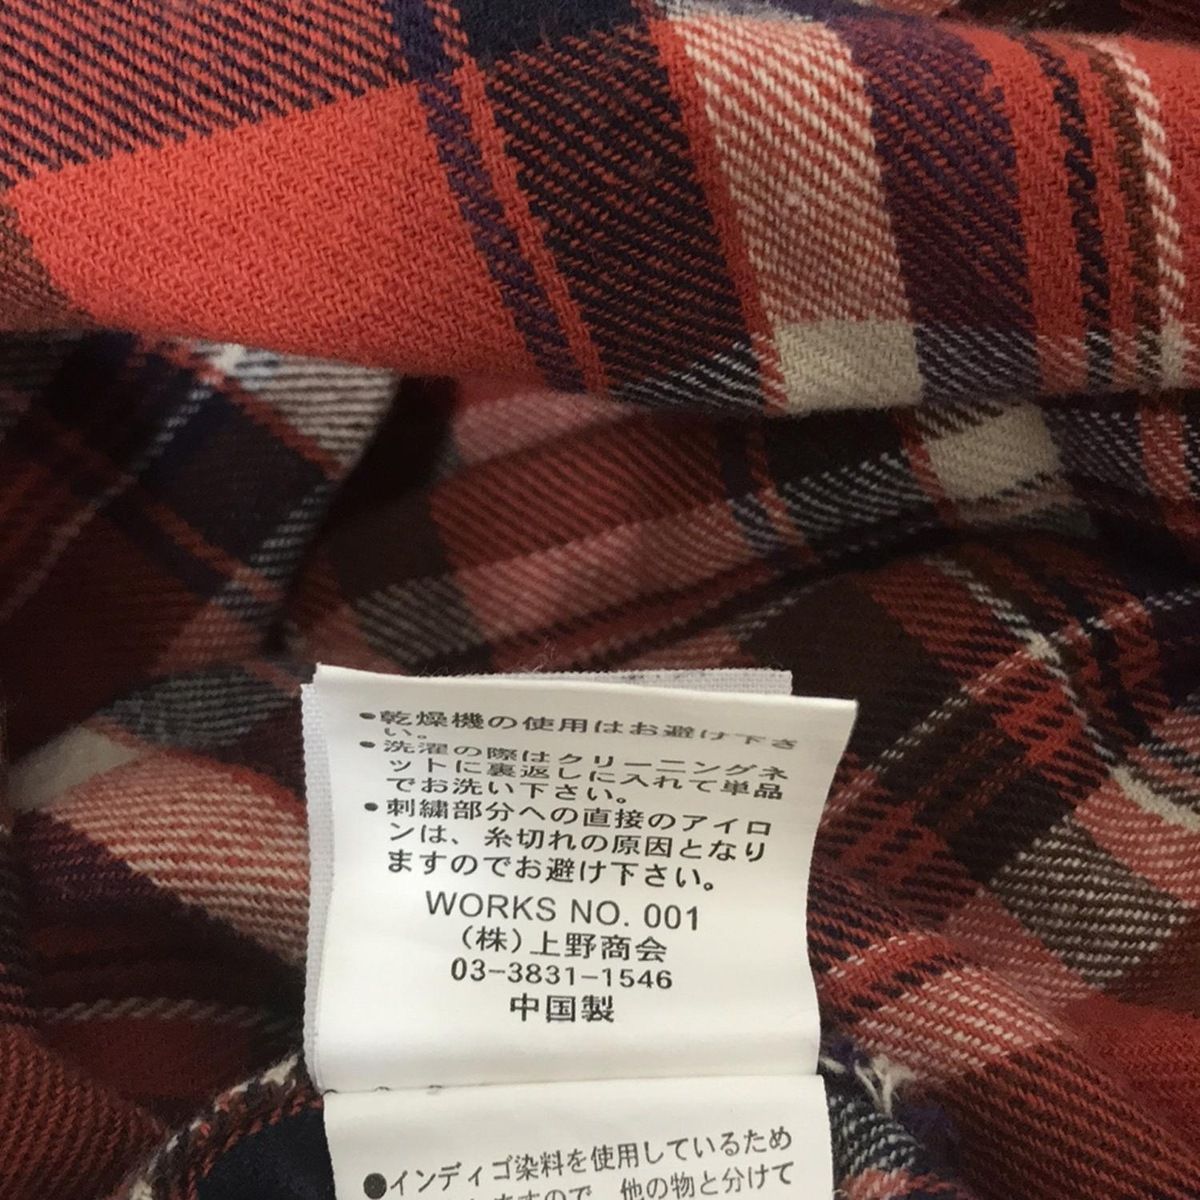 •乾燥機の使用はお避け下さ
い。
•洗濯の際はクリーニングネ
ットに裏返しに入れて単品
でお洗い下さい。
•刺繍部分への直接のアイロ
ンは、糸切れの原因となり
ますのでお避け下さい。
WORKS NO. 001
(株)上野商会
03-3831-1546
中国製
●インディゴ染料を使用しているため
ますので、他の物と分けて